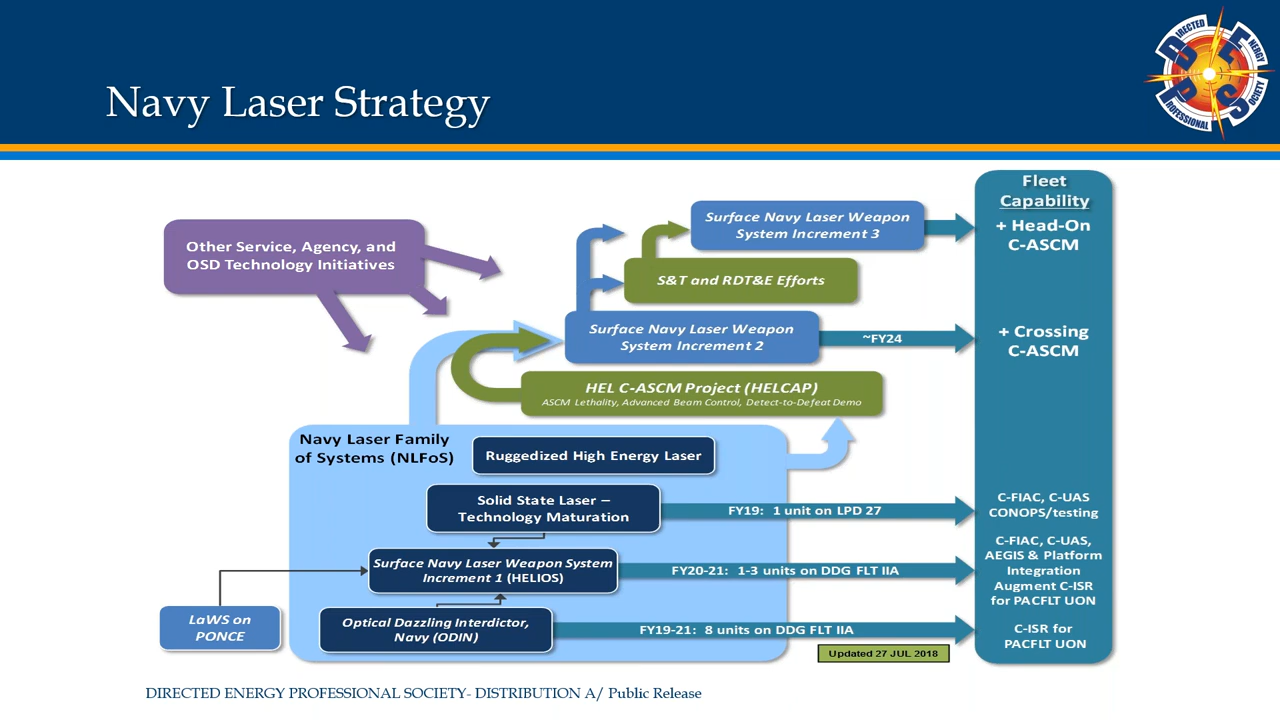 DIRECTED ENERGY
PROFESSIONAL SOCIETY
DEPS
Navy Laser Strategy
Other Service, Agency, and
OSD Technology Initiatives
Surface Navy Laser Weapon
System Increment 3
S&T and RDT&E Efforts
Surface Navy Laser Weapon
System Increment 2
~FY24
HEL C-ASCM Project (HELCAP)
ASCM Lethality, Advanced Beam Control, Detect-to-Defeat Demo
Navy Laser Family
of Systems (NLFoS)
Ruggedized High Energy Laser
Solid State Laser –
Technology Maturation
FY19: 1 unit on LPD 27
Surface Navy Laser Weapon System
Increment 1 (HELIOS)
FY20-21: 1-3 units on DDG FLT IIA
LaWS on
PONCE
Optical Dazzling Interdictor,
Navy (ODIN)
FY19-21: 8 units on DDG FLT IIA
Fleet
Capability
+ Head-On
C-ASCM
+ Crossing
C-ASCM
C-FIAC, C-UAS
CONOPS/testing
C-FIAC, C-UAS,
AEGIS & Platform
Integration
Augment C-ISR
for PACFLT UON
C-ISR for
PACFLT UON
Updated 27 JUL 2018
DIRECTED ENERGY PROFESSIONAL SOCIETY- DISTRIBUTION A/ Public Release